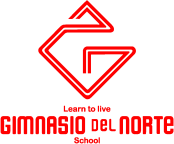 Learn to live
GIMNASIO DEL NORTE
School